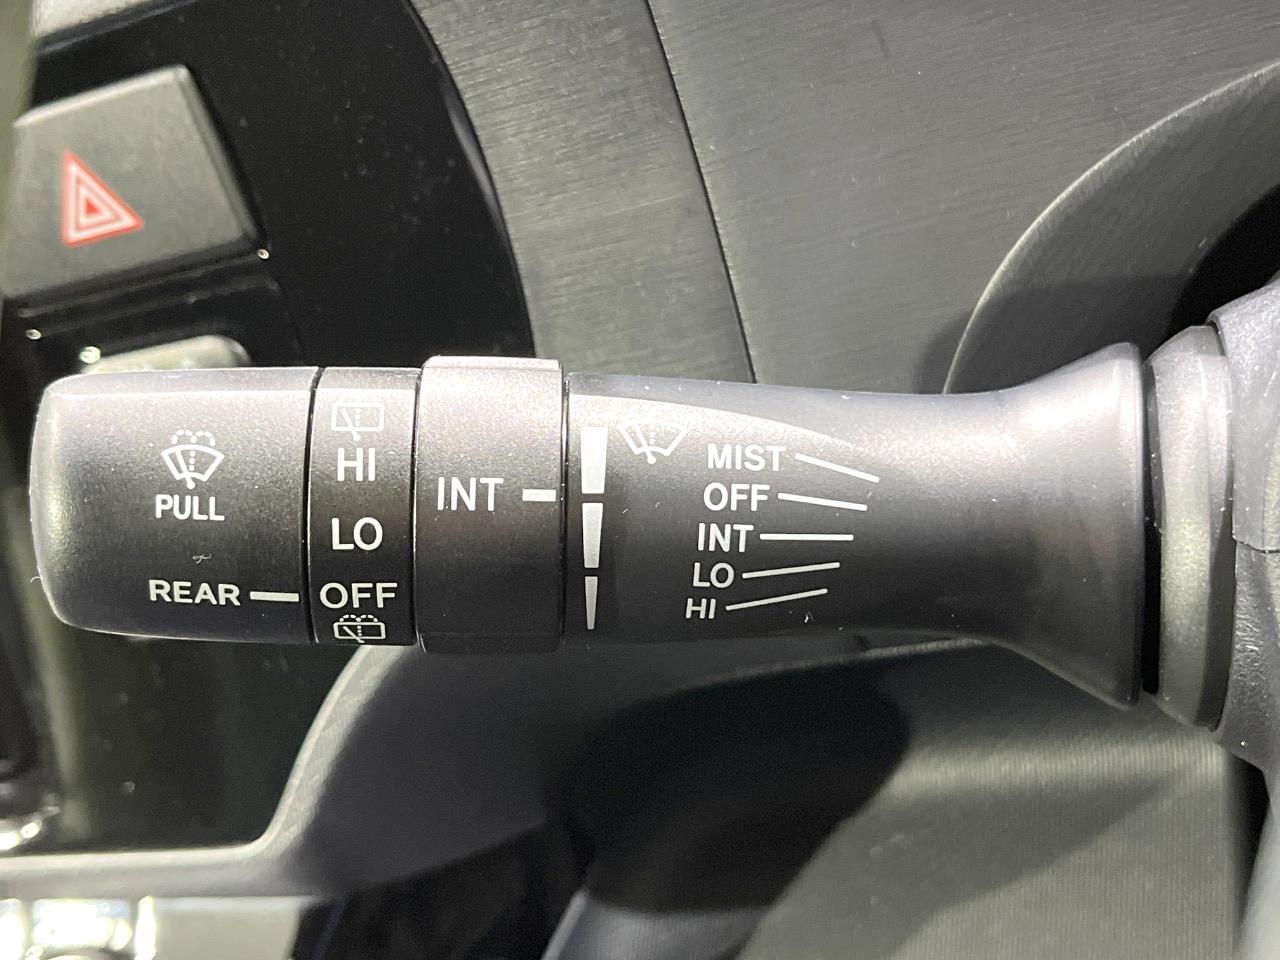 PULL
REAR
HI
LO
OFF
INT
MIST
OFF
INT
LO
HI